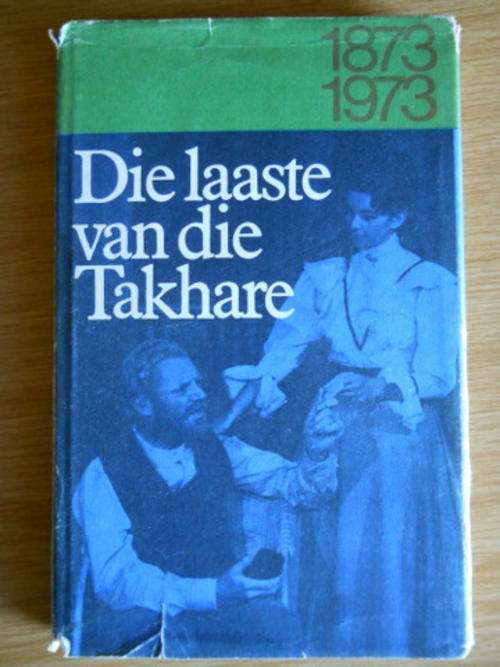 1873
1973
Die laaste
van die
Takhare